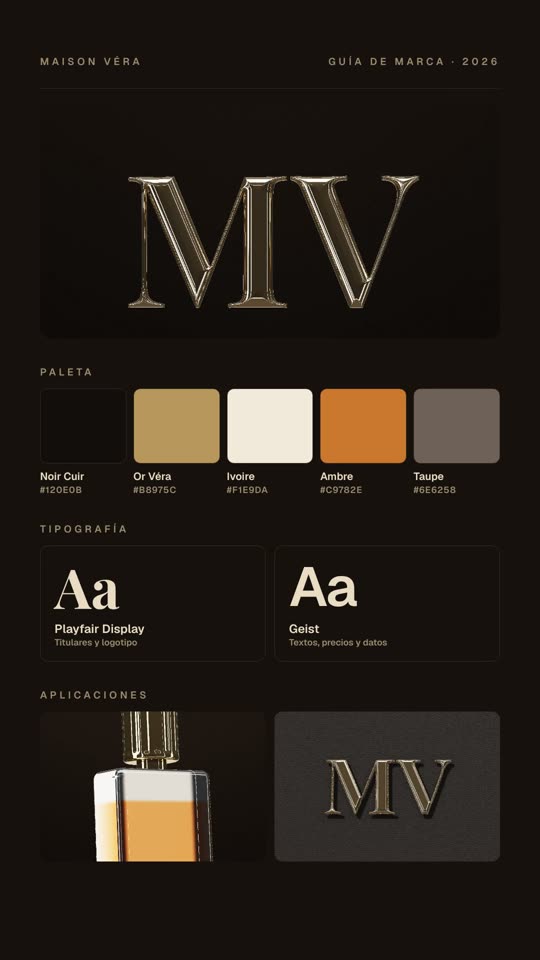 MAISON VÉRA
GUÍA DE MARCA · 2026
MV
PALETA
Noir Cuir
#120E0B
Or Véra
#B8975C
Ivoire
#F1E9DA
Ambre
#C9782E
Taupe
#6E6258
TIPOGRAFÍA
Aa
Playfair Display
Titulares y logotipo
Aa
Geist
Textos, precios y datos
APLICACIONES
MV